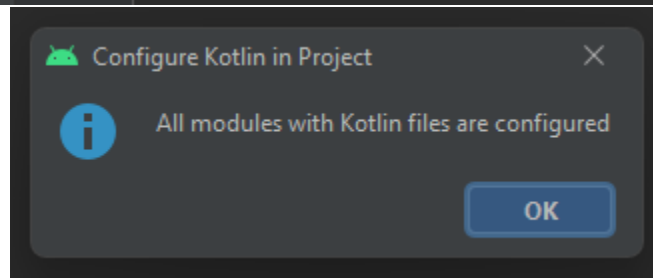 Configure Kotlin in Project
All modules with Kotlin files are configured
OK